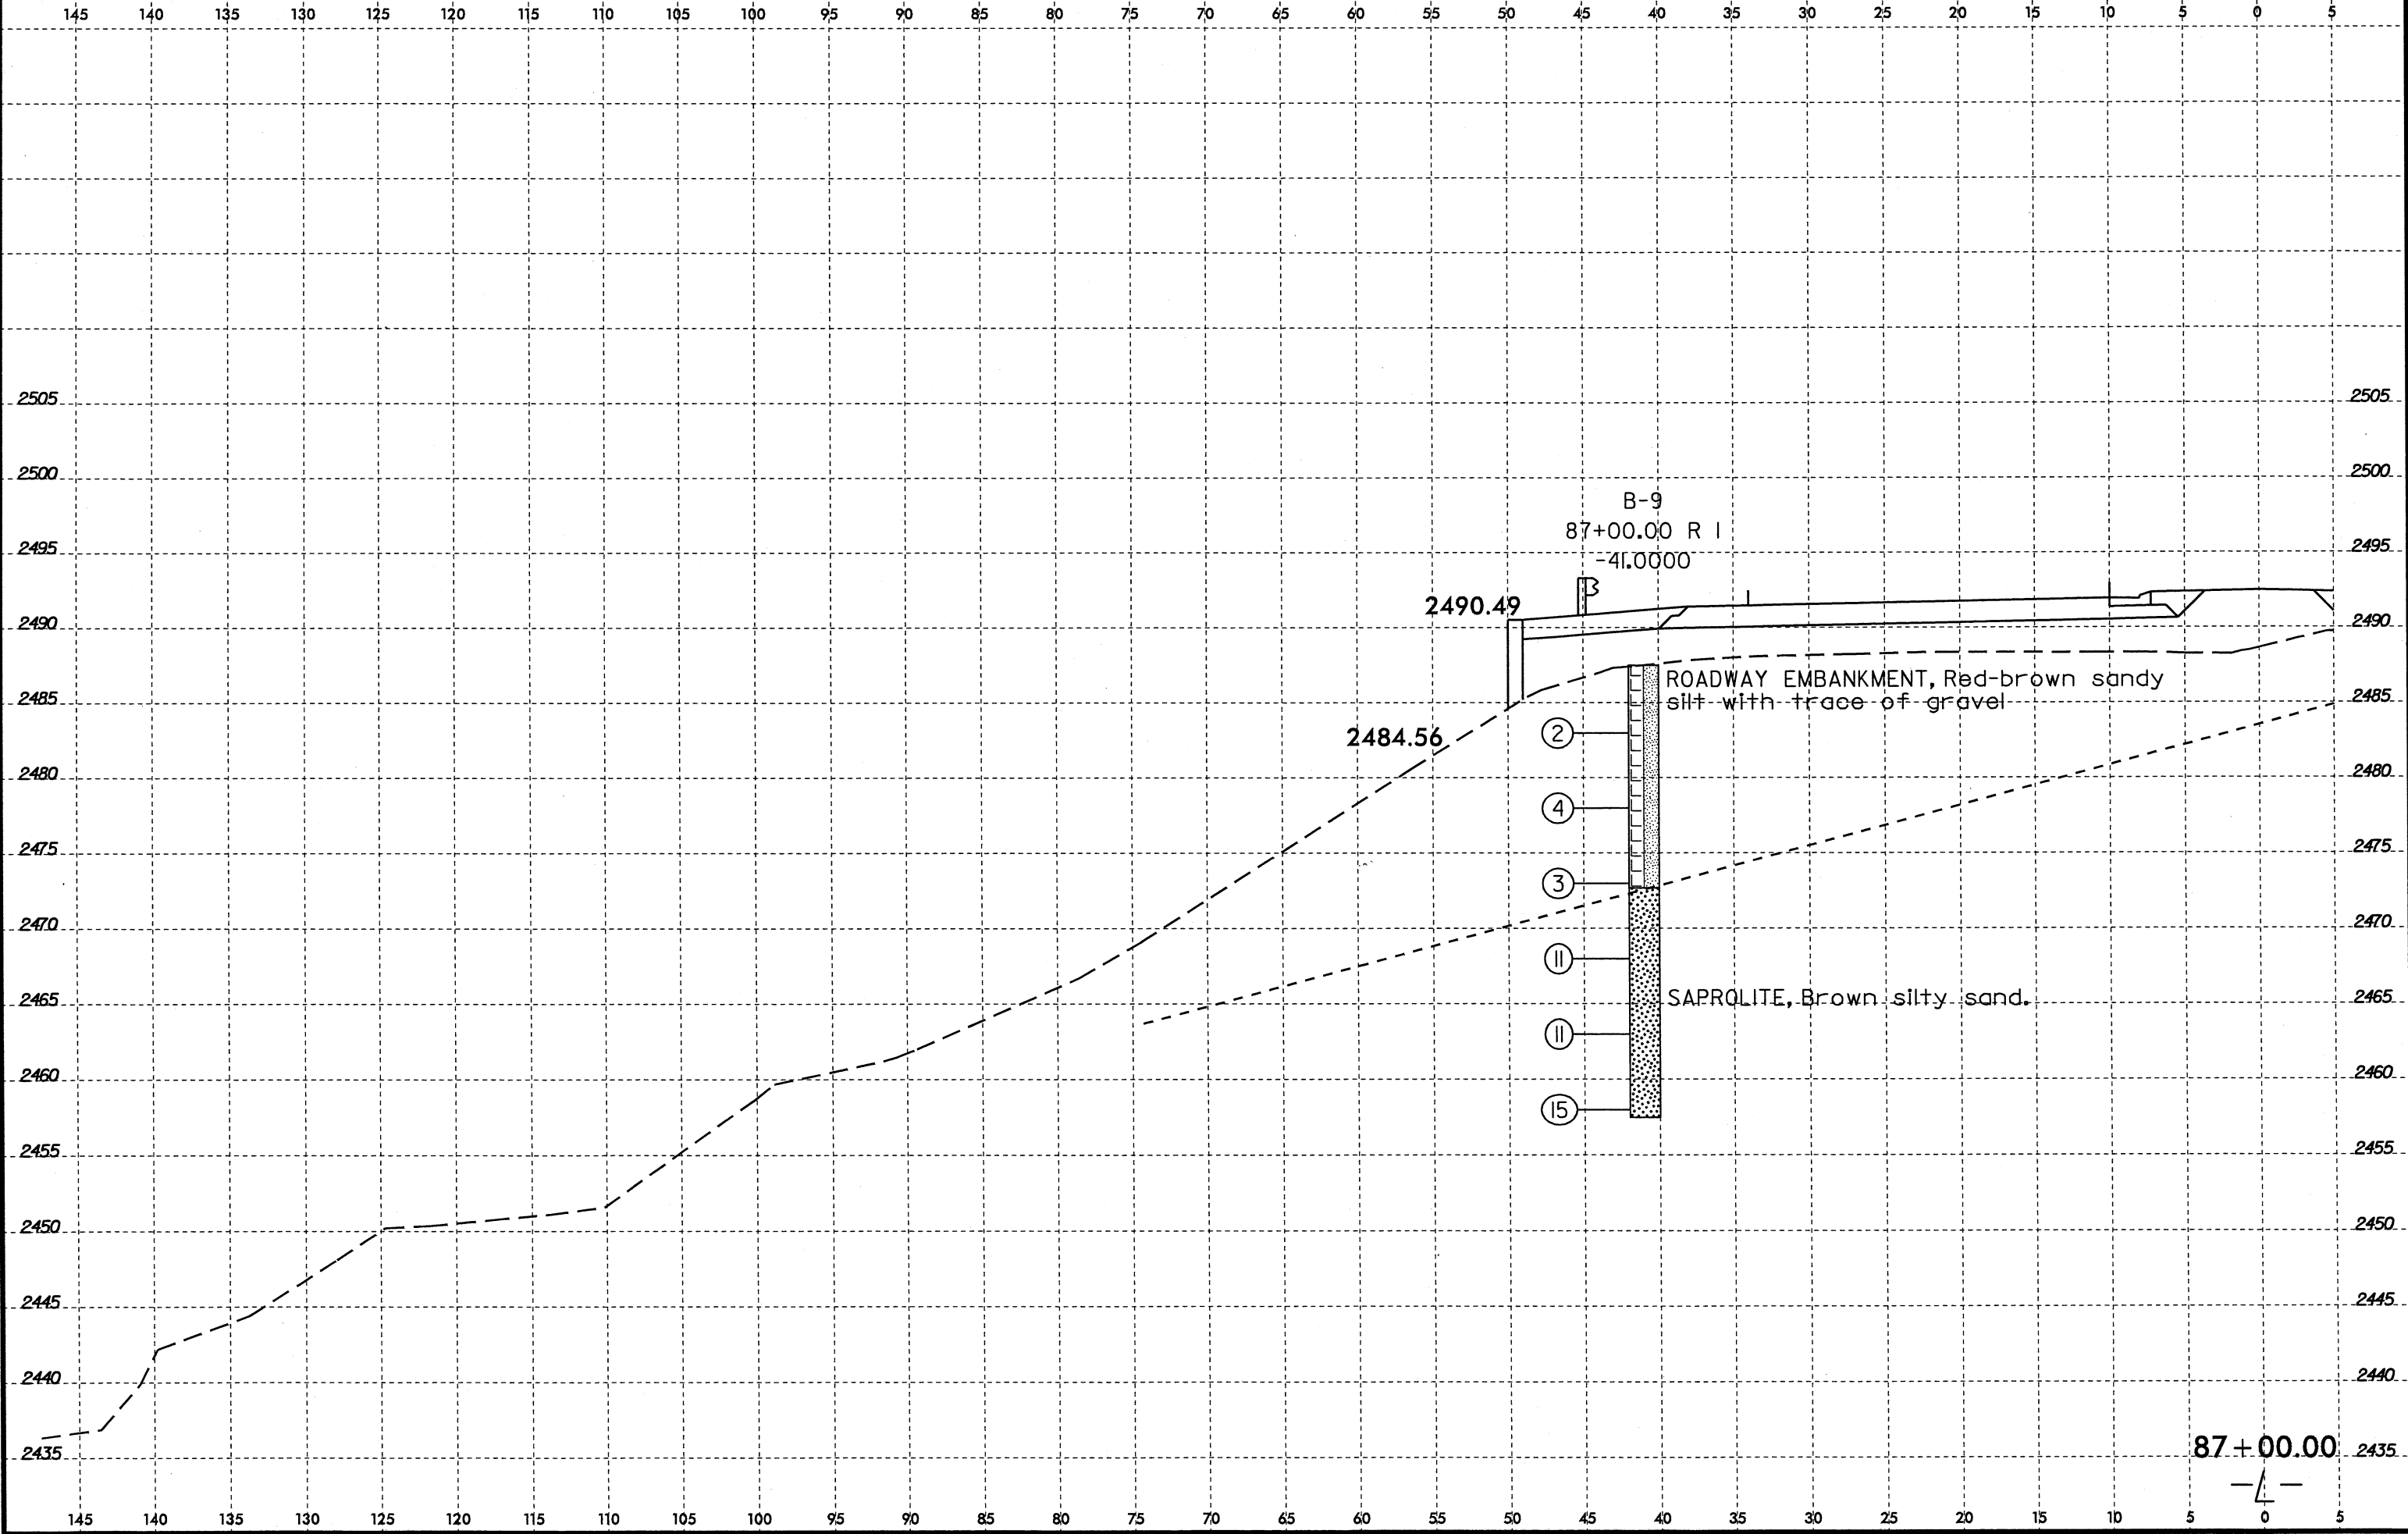 145 140 135 130 125 120 115 110 105 100 95 90 85 80 75 70 65 60 55 50 45 40 35 30 25 20 15 10 5 0 5
2505 2505
2500 2500
B-9
87+00.00 R 1
2495 2495
-41.0000
2490.49
2490 2490
ROADWAY EMBANKMENT, Red-brown sandy
silt with trace of gravel
2485 2485
2
2484.56
2480 2480
4
2475 2475
3
2470 2470
11
2465 SAPROLITE, Brown silty sand. 2465
11
2460 2460
15
2455 2455
2450 2450
2445 2445
2440 2440
2435 87+00.00 2435
-L-
145 140 135 130 125 120 115 110 105 100 95 90 85 80 75 70 65 60 55 50 45 40 35 30 25 20 15 10 5 0 5